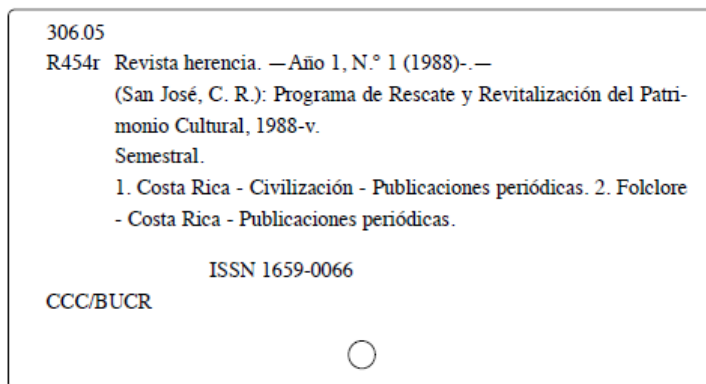 306.05
R454r Revista herencia. —Año 1, N.° 1 (1988)-.—
(San José, C. R.): Programa de Rescate y Revitalización del Patri-
monio Cultural, 1988-v.
Semestral.
1. Costa Rica - Civilización - Publicaciones periódicas. 2. Folclore
- Costa Rica - Publicaciones periódicas.
ISSN 1659-0066
CCC/BUCR